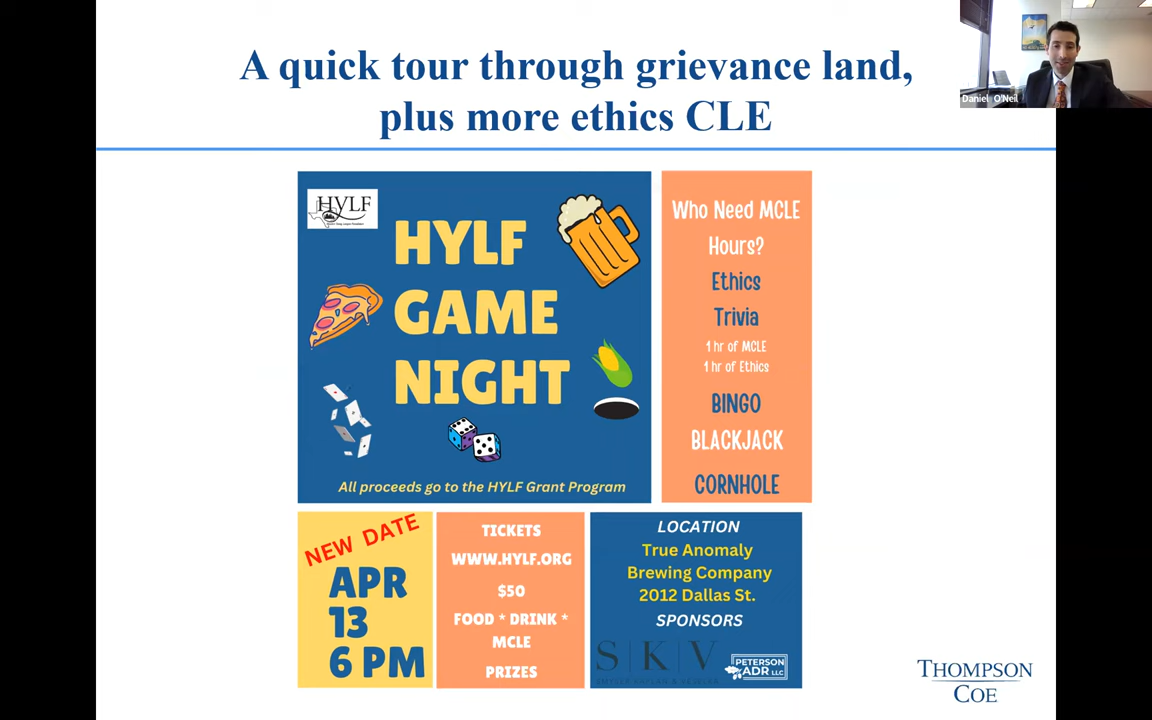 A quick tour through grievance land,
plus more ethics CLE
Daniel O'Neil
HYLF
HYLF
GAME
NIGHT
All proceeds go to the HYLF Grant Program
Who Need MCLE
Hours?
Ethics
Trivia
1 hr of MCLE
1 hr of Ethics
BINGO
BLACKJACK
CORNHOLE
NEW DATE
APR
13
6 PM
TICKETS
WWW.HYLF.ORG
$50
FOOD * DRINK *
MCLE
PRIZES
LOCATION
True Anomaly
Brewing Company
2012 Dallas St.
SPONSORS
S | K | V
PETERSON
ADR LLC
THOMPSON
COE